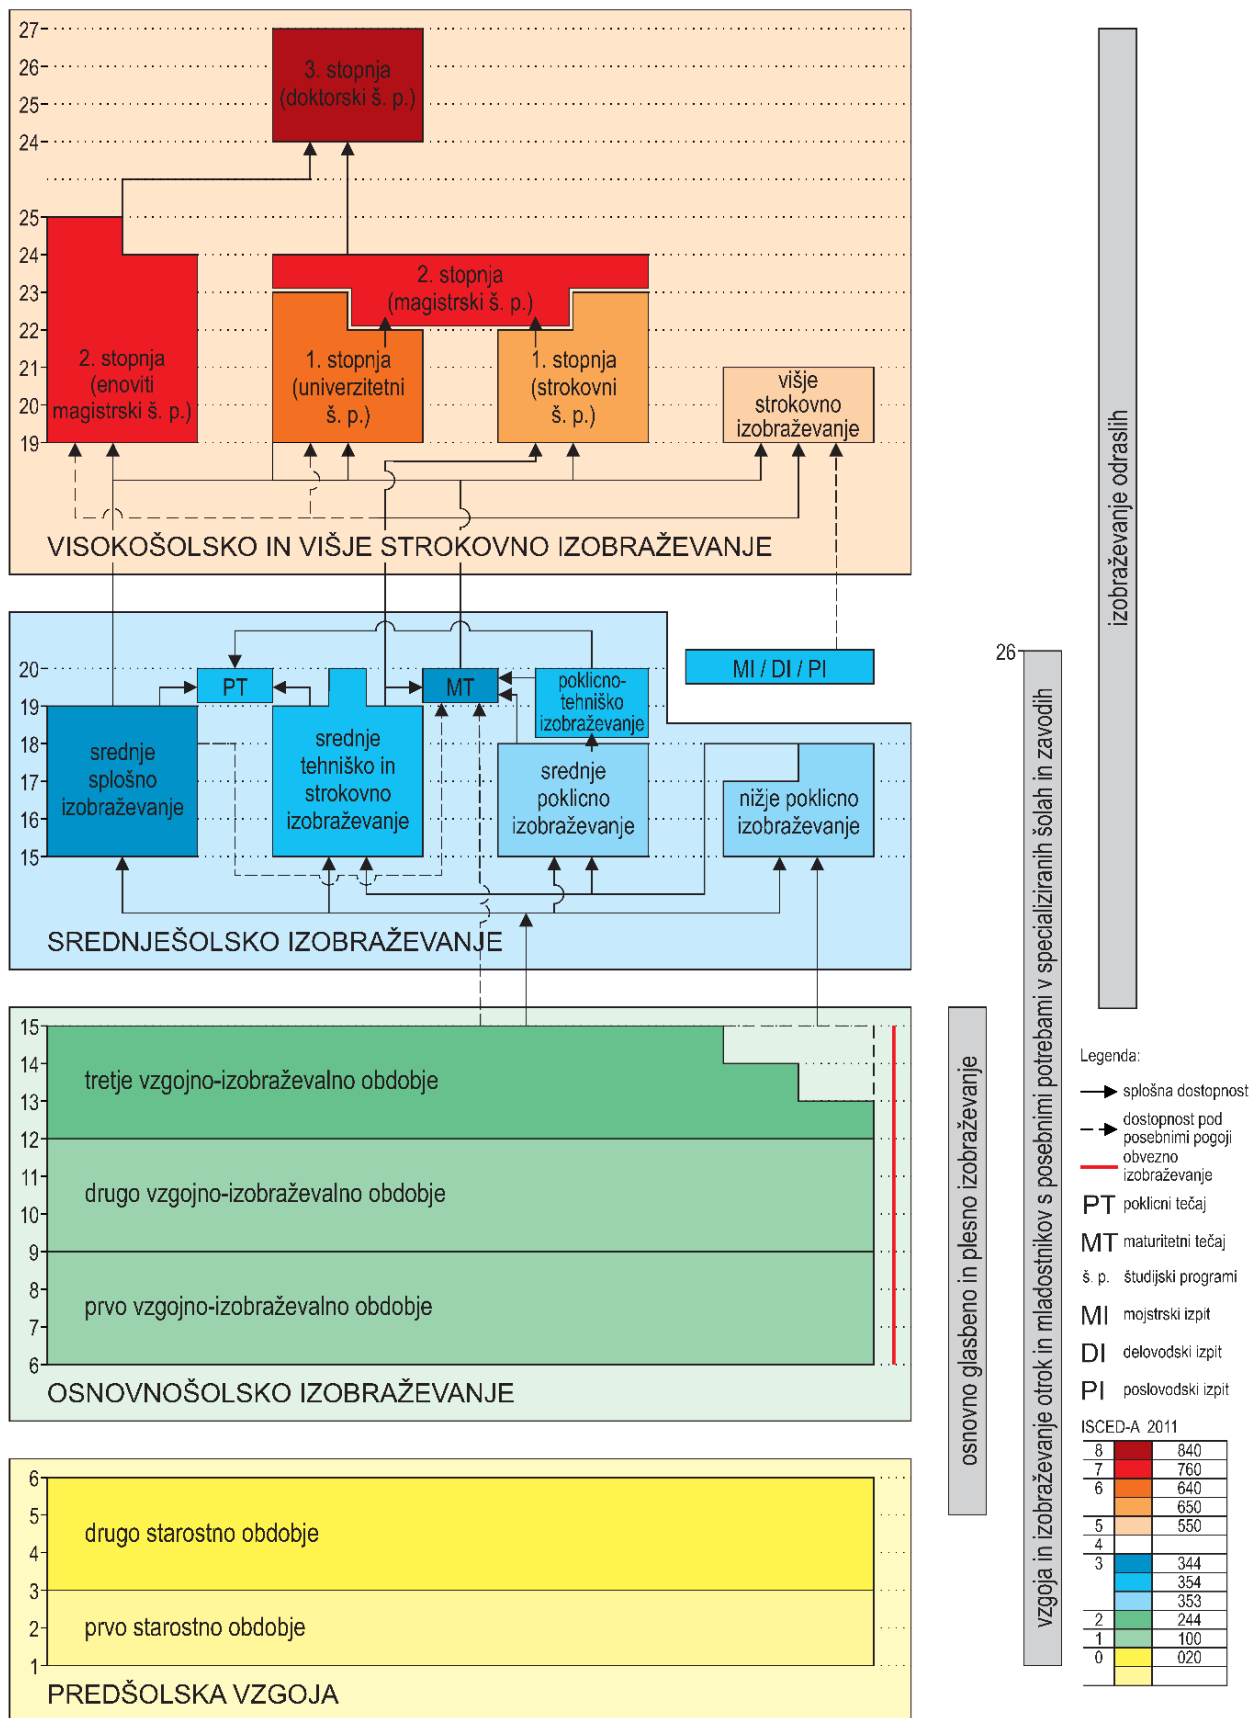 27
26
25
24
25
24
23
22
21
20
19
3. stopnja
(doktorski š. p.)
2. stopnja
(magistrski š. p.)
2. stopnja
(enoviti
magistrski š. p.)
1. stopnja
(univerzitetni
š. p.)
1. stopnja
(strokovni
š. p.)
višje
strokovno
izobraževanje
VISOKOŠOLSKO IN VIŠJE STROKOVNO IZOBRAŽEVANJE
20
19
18
17
16
15
PT
MT
poklicno-
tehniško
izobraževanje
MI / DI / PI
srednje
splošno
izobraževanje
srednje
tehniško in
strokovno
izobraževanje
srednje
poklicno
izobraževanje
nižje poklicno
izobraževanje
SREDNJEŠOLSKO IZOBRAŽEVANJE
15
14
13
12
11
10
9
8
7
6
tretje vzgojno-izobraževalno obdobje
drugo vzgojno-izobraževalno obdobje
prvo vzgojno-izobraževalno obdobje
OSNOVNOŠOLSKO IZOBRAŽEVANJE
6
5
4
3
2
1
drugo starostno obdobje
prvo starostno obdobje
PREDŠOLSKA VZGOJA
osnovno glasbeno in plesno izobraževanje
26
vzgoja in izobraževanje otrok in mladostnikov s posebnimi potrebami v specializiranih šolah in zavodih
izobraževanje odraslih
Legenda:
splošna dostopnost
dostopnost pod
posebnimi pogoji
obvezno
izobraževanje
PT poklicni tečaj
MT maturitetni tečaj
š. p. študijski programi
MI mojstrski izpit
DI delovodski izpit
PI poslovodski izpit
ISCED-A 2011
8 840
7 760
6 640
650
5 550
4
3 344
354
353
2 244
1 100
0 020